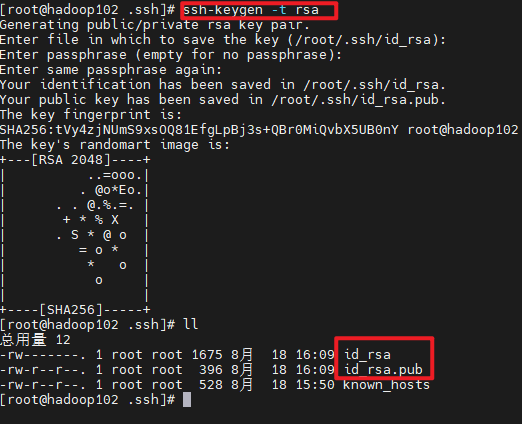 [root@hadoop102 .ssh]# ssh-keygen -t rsa
Generating public/private rsa key pair.
Enter file in which to save the key (/root/.ssh/id_rsa):
Enter passphrase (empty for no passphrase):
Enter same passphrase again:
Your identification has been saved in /root/.ssh/id_rsa.
Your public key has been saved in /root/.ssh/id_rsa.pub.
The key fingerprint is:
SHA256:tVy4zjNUmS9xsOQ81EfgLpBj3s+QBr0MiQvbX5UB0nY root@hadoop102
The key's randomart image is:
+---[RSA 2048]----+
|          ..=ooo.|
|         . @o*Eo.|
|      . . @.%.=. |
|       + * % X   |
|      . S * @ o  |
|         = o *   |
|          *   o  |
|           o     |
|                 |
+----[SHA256]-----+
[root@hadoop102 .ssh]# ll
总用量 12
-rw-------. 1 root root 1675 8月  18 16:09 id_rsa
-rw-r--r--. 1 root root  396 8月  18 16:09 id_rsa.pub
-rw-r--r--. 1 root root  528 8月  18 15:50 known_hosts
[root@hadoop102 .ssh]#